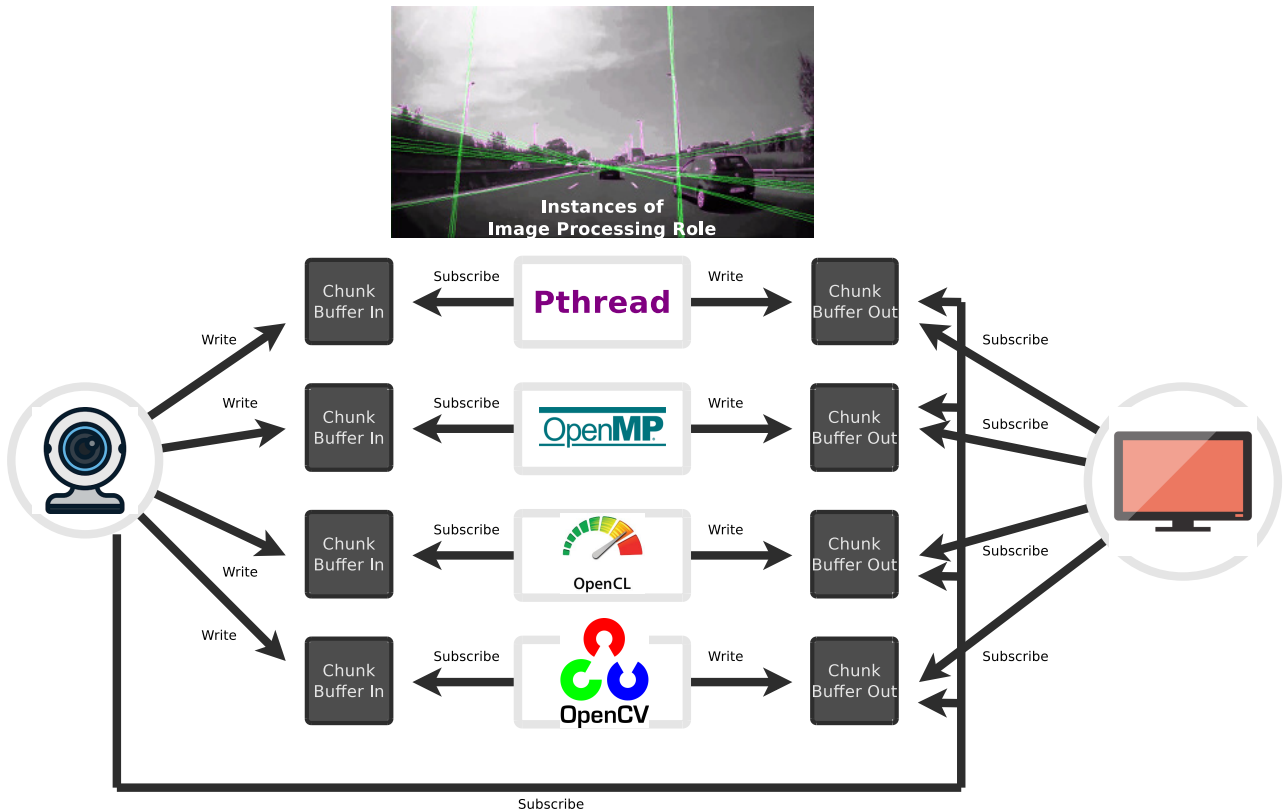 Instances of
Image Processing Role
Chunk
Buffer In
Subscribe
Pthread
Write
Chunk
Buffer Out
Write
Subscribe
Chunk
Buffer In
Write
Subscribe
OpenMP
Write
Chunk
Buffer Out
Subscribe
Chunk
Buffer In
Write
Subscribe
OpenCL
Write
Chunk
Buffer Out
Subscribe
Chunk
Buffer In
Write
Subscribe
OpenCV
Write
Chunk
Buffer Out
Subscribe
Subscribe